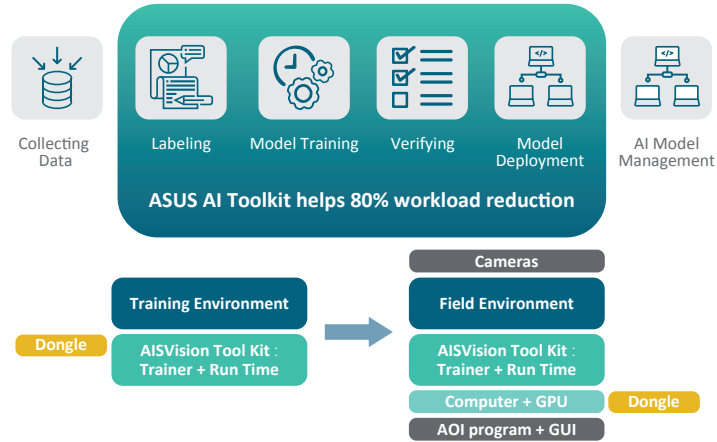 Collecting
Data
Labeling
Model Training
Verifying
</>
Model
Deployment
</>
AI Model
Management
ASUS AI Toolkit helps 80% workload reduction
Training Environment
Dongle
AISVision Tool Kit :
Trainer + Run Time
Cameras
Field Environment
AISVision Tool Kit :
Trainer + Run Time
Computer + GPU
Dongle
AOI program + GUI